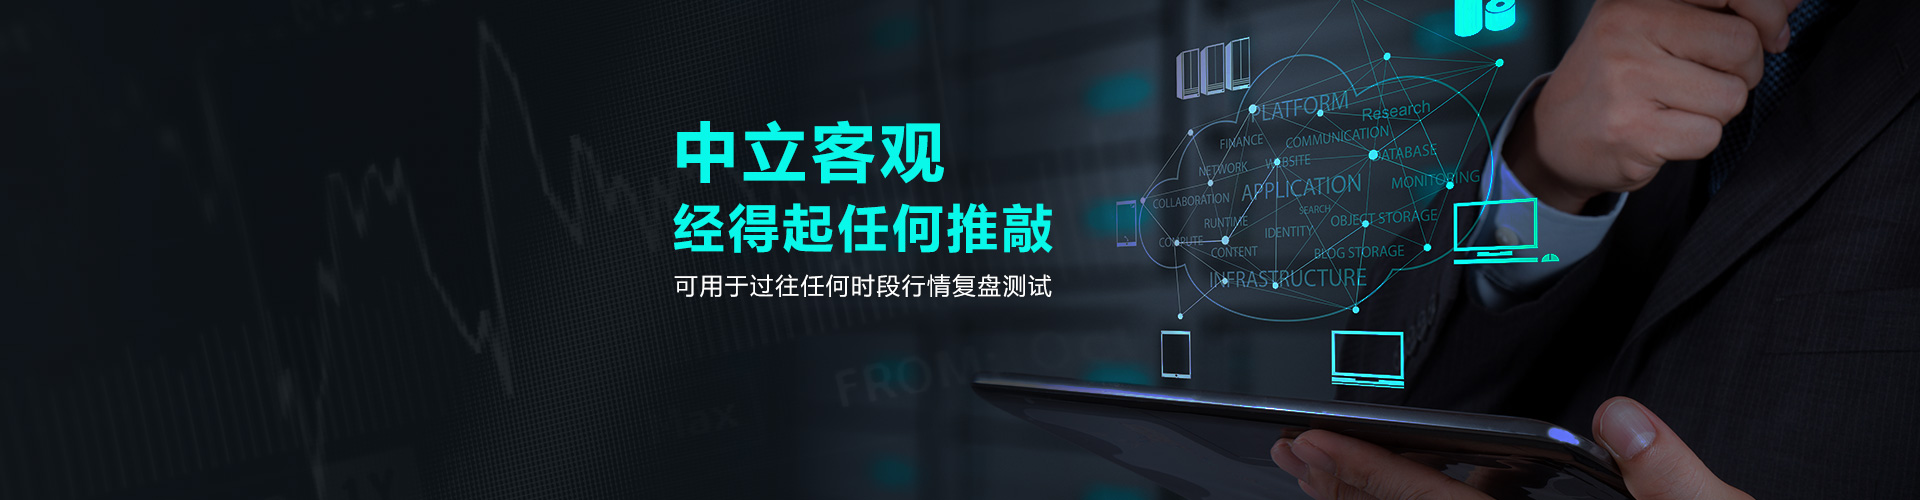 中立客观
经得起任何推敲
可用于过往任何时段行情复盘测试
PLATFORM
Research
FINANCE
COMMUNICATION
NETWORK
WEBSITE
DATABASE
APPLICATION
MONITORING
COLLABORATION
SEARCH
RUNTIME
OBJECT STORAGE
IDENTITY
COMPUTE
CONTENT
BLOG STORAGE
INFRASTRUCTURE
FROM:
Max